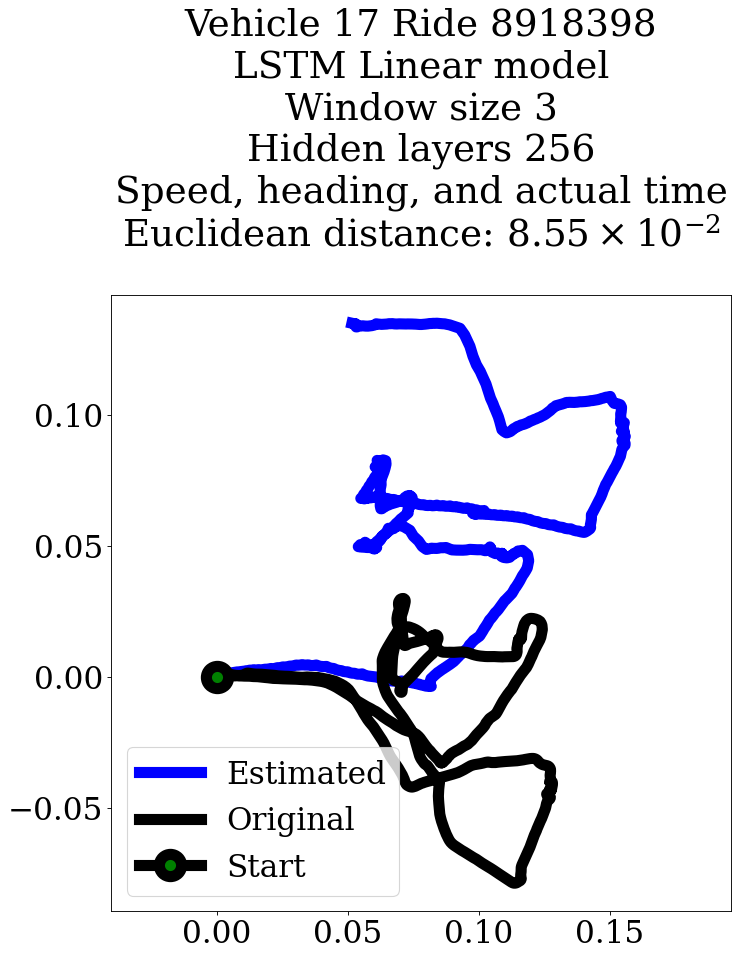 Vehicle 17 Ride 8918398
LSTM Linear model
Window size 3
Hidden layers 256
Speed, heading, and actual time
Euclidean distance: 8.55 × 10⁻²
0.10
0.05
0.00
−0.05
Estimated
Original
Start
0.00 0.05 0.10 0.15